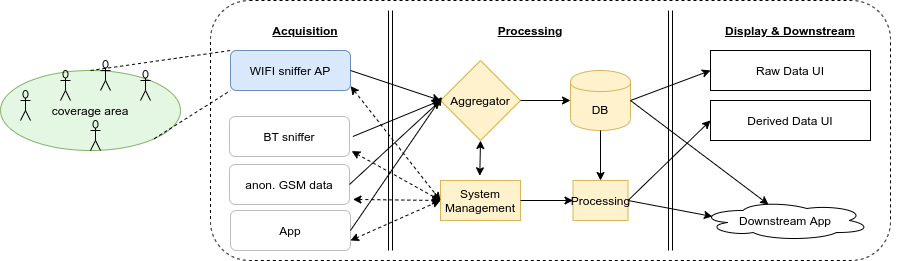 Acquisition
Processing
Display & Downstream
WIFI sniffer AP
Raw Data UI
Aggregator
DB
coverage area
Derived Data UI
BT sniffer
anon. GSM data
System
Management
Processing
App
Downstream App